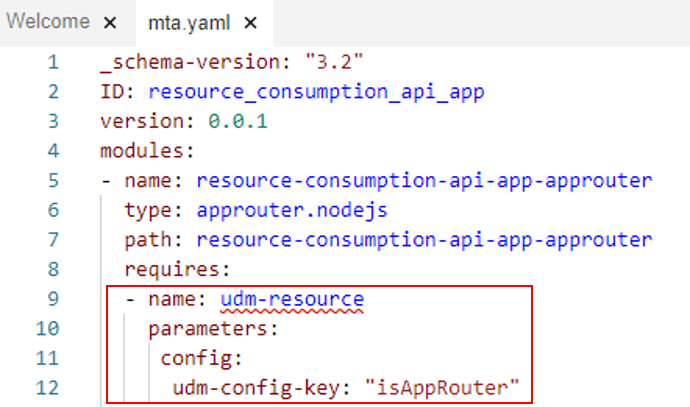 Welcome × mta.yaml ×
1 _schema-version: "3.2"
2 ID: resource_consumption_api_app
3 version: 0.0.1
4 modules:
5 - name: resource-consumption-api-app-approuter
6 type: approuter.nodejs
7 path: resource-consumption-api-app-approuter
8 requires:
9 - name: udm-resource
10 parameters:
11 config:
12 udm-config-key: "isAppRouter"